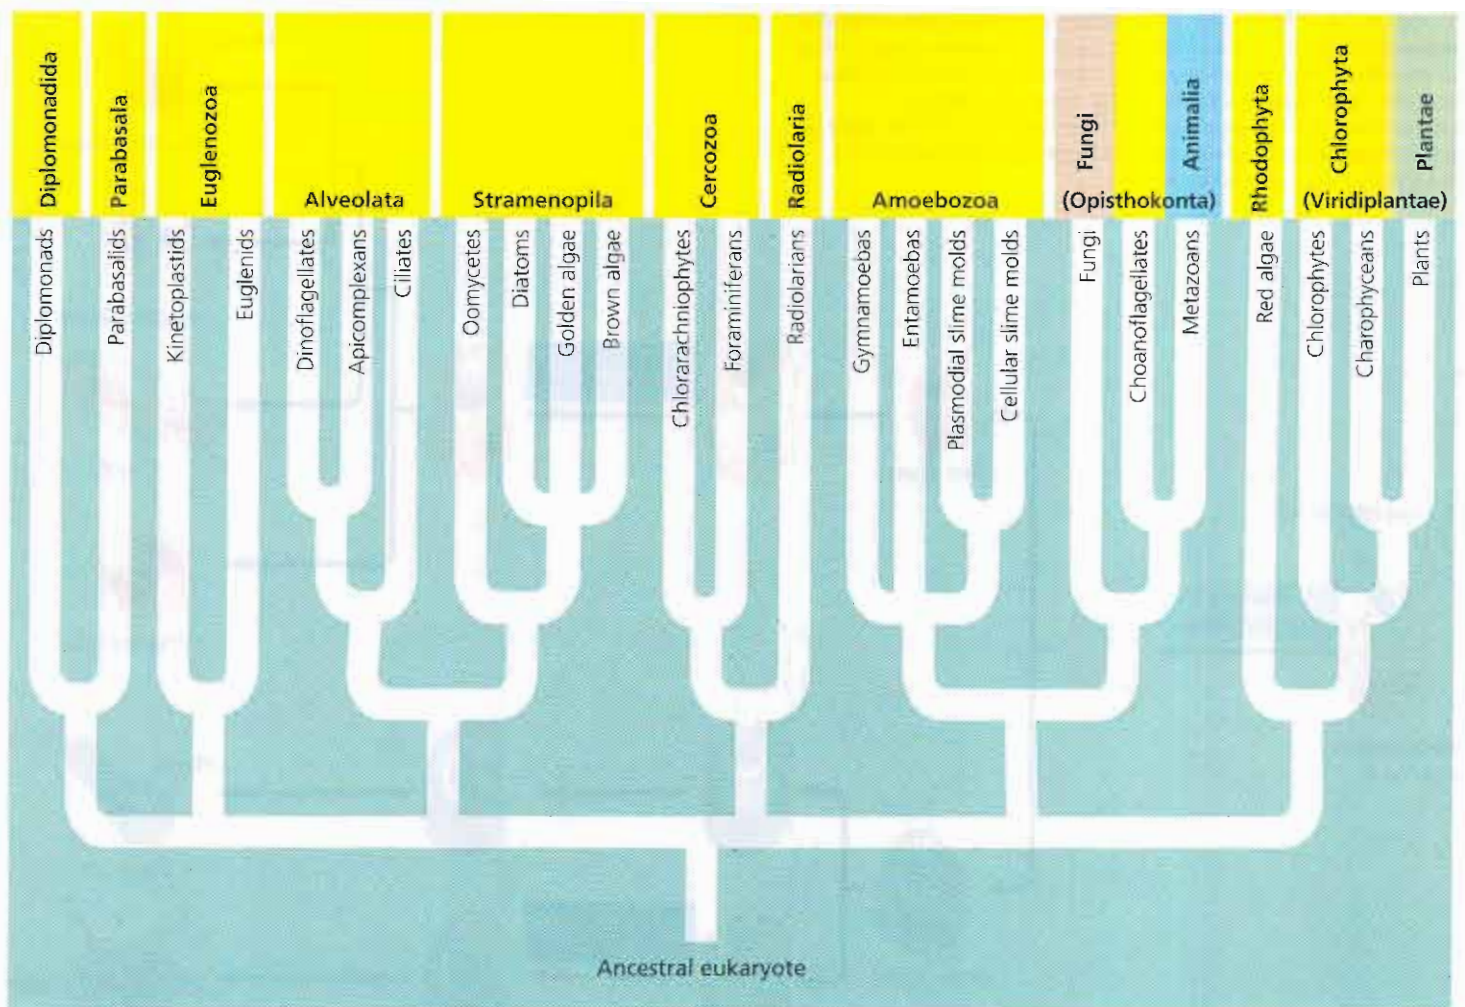 Diplomonadida
Parabasala
Euglenozoa
Alveolata
Stramenopila
Cercozoa
Radiolaria
Amoebozoa
Fungi
Animalia
(Opisthokonta)
Rhodophyta
Chlorophyta
Plantae
(Viridiplantae)
Diplomonads
Parabasalids
Kinetoplastids
Euglenids
Dinoflagellates
Apicomplexans
Ciliates
Oomycetes
Diatoms
Golden algae
Brown algae
Chlorarachniophytes
Foraminiferans
Radiolarians
Gymnamoebas
Entamoebas
Plasmodial slime molds
Cellular slime molds
Fungi
Choanoflagellates
Metazoans
Red algae
Chlorophytes
Charophyceans
Plants
Ancestral eukaryote